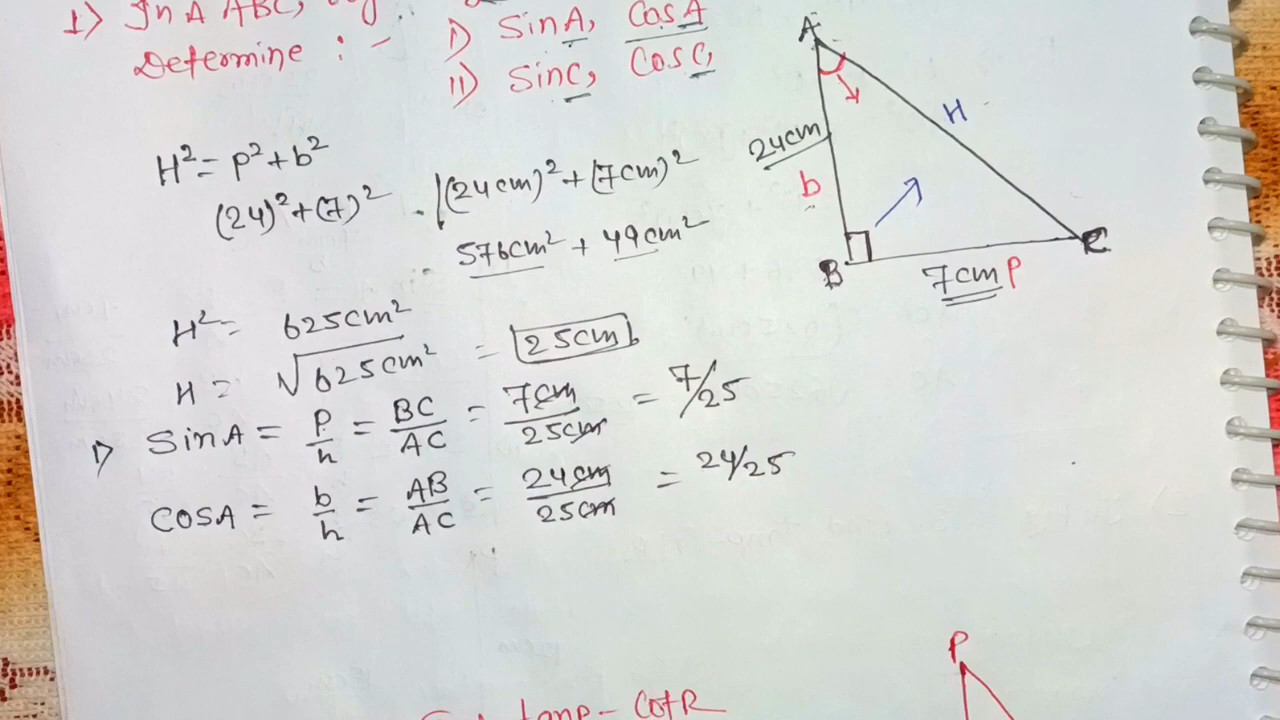 1) In Δ ABC,
Determine :- I) SinA, CosA
II) SinC, CosC,
H² = p² + b²
(24)² + (7)² (24cm)² + (7cm)²
576cm² + 49cm²
H² = 625cm²
H = √625cm² = 25cm
I) SinA = P/h = BC/AC = 7cm/25cm = 7/25
COSA = b/h = AB/AC = 24cm/25cm = 24/25
A
H
24cm
b
B
7cm P
C
P
tanp - CotR